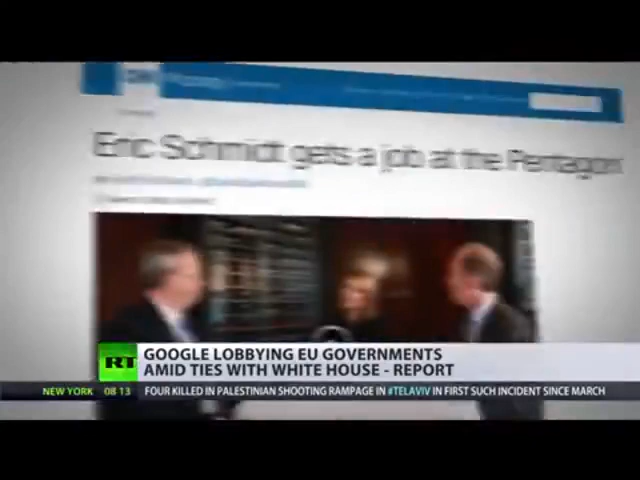 Eric Schmidt gets a job at the Pentagon
RT
GOOGLE LOBBYING EU GOVERNMENTS
AMID TIES WITH WHITE HOUSE - REPORT
NEW YORK 08:13 FOUR KILLED IN PALESTINIAN SHOOTING RAMPAGE IN #TELAVIV IN FIRST SUCH INCIDENT SINCE MARCH